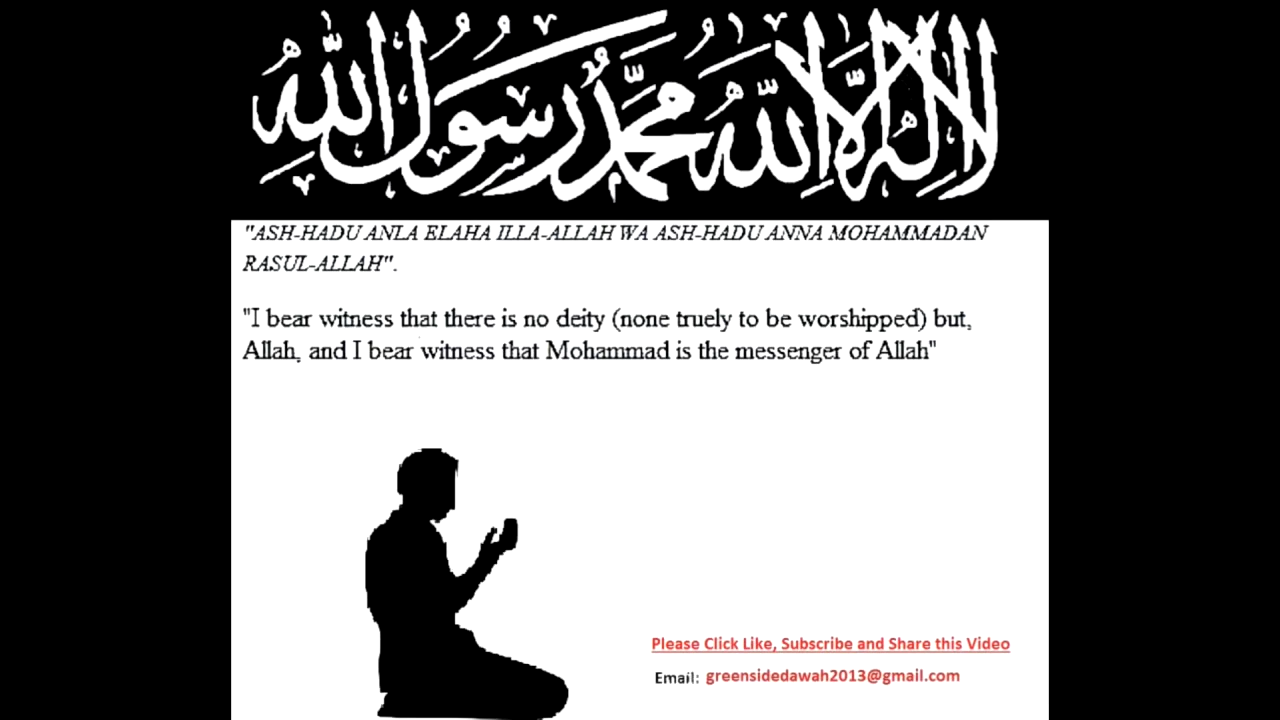 لا إله إلا الله محمد رسول الله
"ASH-HADU ANLA ELAHA ILLA-ALLAH WA ASH-HADU ANNA MOHAMMADAN
RASUL-ALLAH".
"I bear witness that there is no deity (none truely to be worshipped) but,
Allah, and I bear witness that Mohammad is the messenger of Allah"
Please Click Like, Subscribe and Share this Video
Email: greensidedawah2013@gmail.com